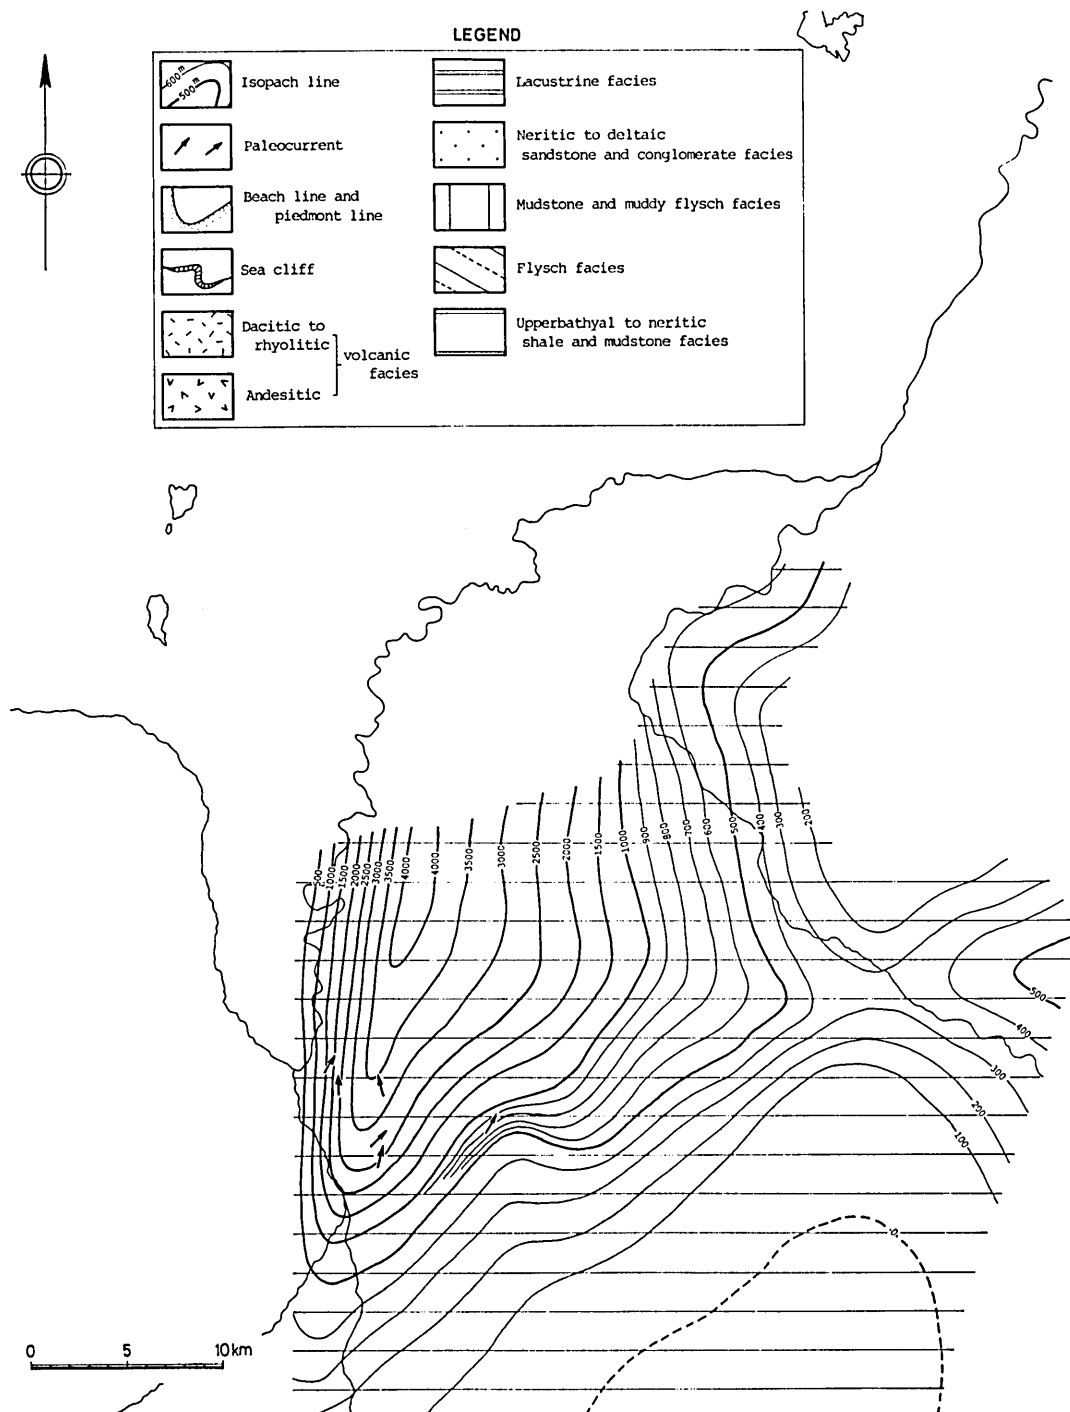 LEGEND
600m
500m
Isopach line
Paleocurrent
Beach line and
piedmont line
Sea cliff
Dacitic to
rhyolitic
Andesitic
volcanic
facies
Lacustrine facies
Neritic to deltaic
sandstone and conglomerate facies
Mudstone and muddy flysch facies
Flysch facies
Upperbathyal to neritic
shale and mudstone facies
500
1000
1500
2000
2500
3000
3500
4000
4000
3500
3000
2500
2000
1500
1000
900
800
700
600
500
400
300
200
500
400
300
200
100
0
0 5 10km